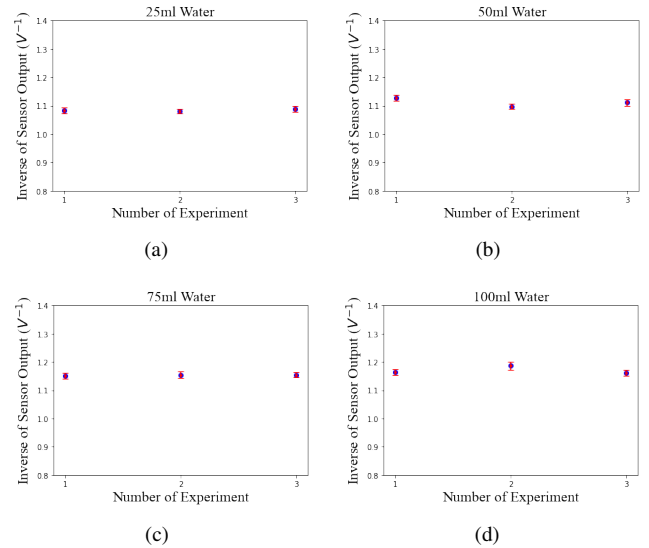 25ml Water
Inverse of Sensor Output (V⁻¹)
1.4
1.3
1.2
1.1
1.0
0.9
0.8
1 2 3
Number of Experiment
(a)
50ml Water
Inverse of Sensor Output (V⁻¹)
1.4
1.3
1.2
1.1
1.0
0.9
0.8
1 2 3
Number of Experiment
(b)
75ml Water
Inverse of Sensor Output (V⁻¹)
1.4
1.3
1.2
1.1
1.0
0.9
0.8
1 2 3
Number of Experiment
(c)
100ml Water
Inverse of Sensor Output (V⁻¹)
1.4
1.3
1.2
1.1
1.0
0.9
0.8
1 2 3
Number of Experiment
(d)